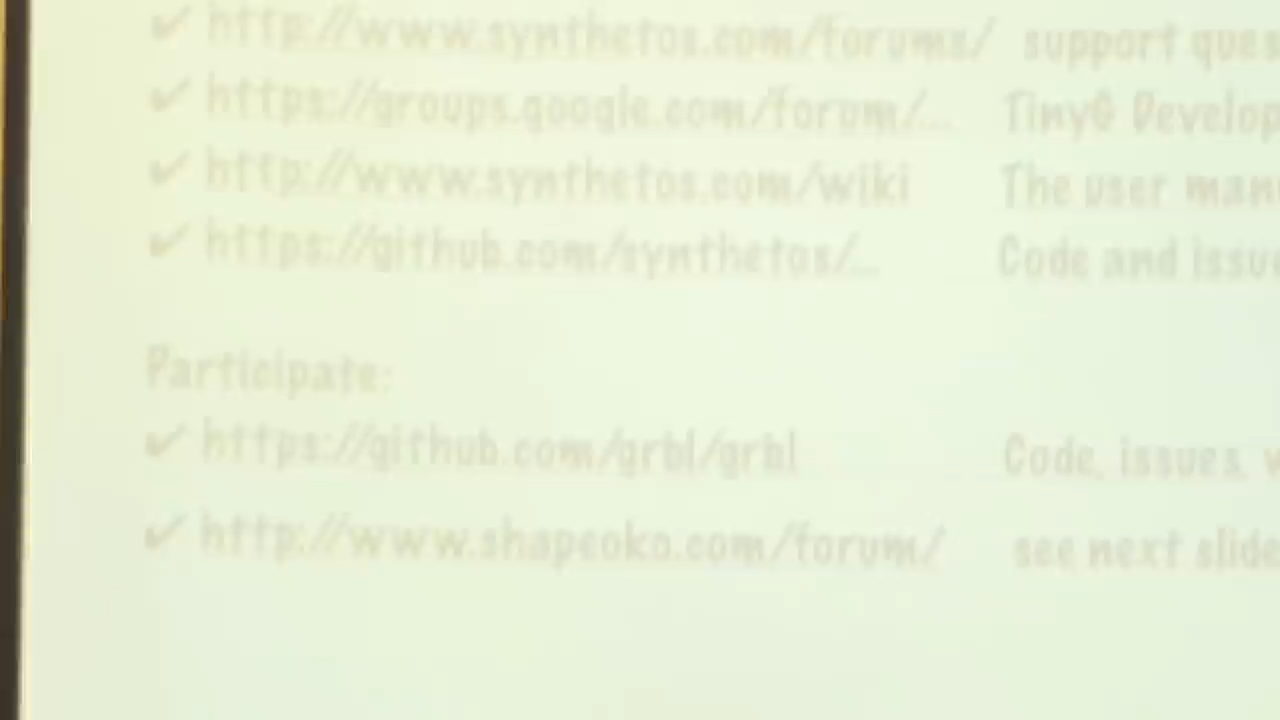 ✔ http://www.synthetos.com/forums/ support ques
✔ https://groups.google.com/forum/... TinyG Develop
✔ http://www.synthetos.com/wiki The user man
✔ https://github.com/synthetos/... Code and issu
Participate:
✔ https://github.com/grbl/grbl Code, issues, w
✔ http://www.shapeoko.com/forum/ see next slide